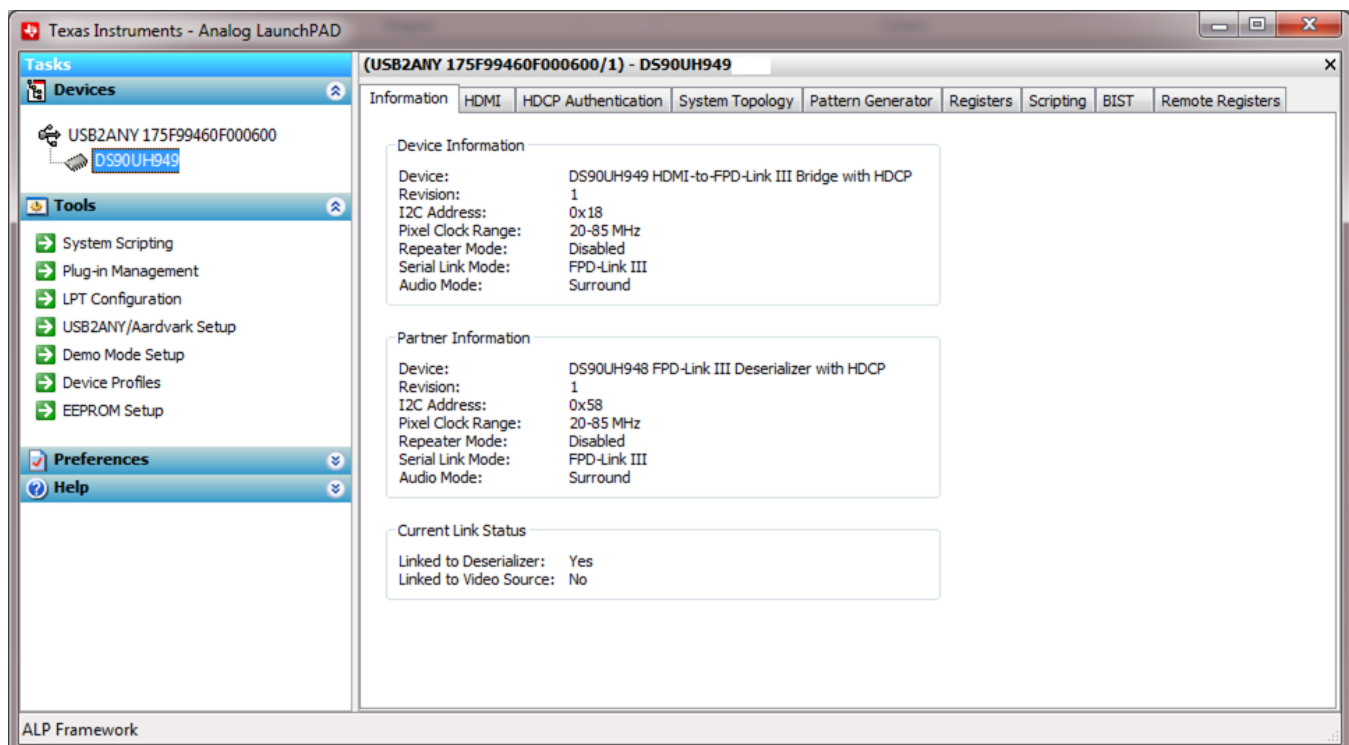 Texas Instruments - Analog LaunchPAD
Tasks
Devices
USB2ANY 175F99460F000600
DS90UH949
Tools
System Scripting
Plug-in Management
LPT Configuration
USB2ANY/Aardvark Setup
Demo Mode Setup
Device Profiles
EEPROM Setup
Preferences
Help
(USB2ANY 175F99460F000600/1) - DS90UH949
Information HDMI HDCP Authentication System Topology Pattern Generator Registers Scripting BIST Remote Registers
Device Information
Device: DS90UH949 HDMI-to-FPD-Link III Bridge with HDCP
Revision: 1
I2C Address: 0x18
Pixel Clock Range: 20-85 MHz
Repeater Mode: Disabled
Serial Link Mode: FPD-Link III
Audio Mode: Surround
Partner Information
Device: DS90UH948 FPD-Link III Deserializer with HDCP
Revision: 1
I2C Address: 0x58
Pixel Clock Range: 20-85 MHz
Repeater Mode: Disabled
Serial Link Mode: FPD-Link III
Audio Mode: Surround
Current Link Status
Linked to Deserializer: Yes
Linked to Video Source: No
ALP Framework